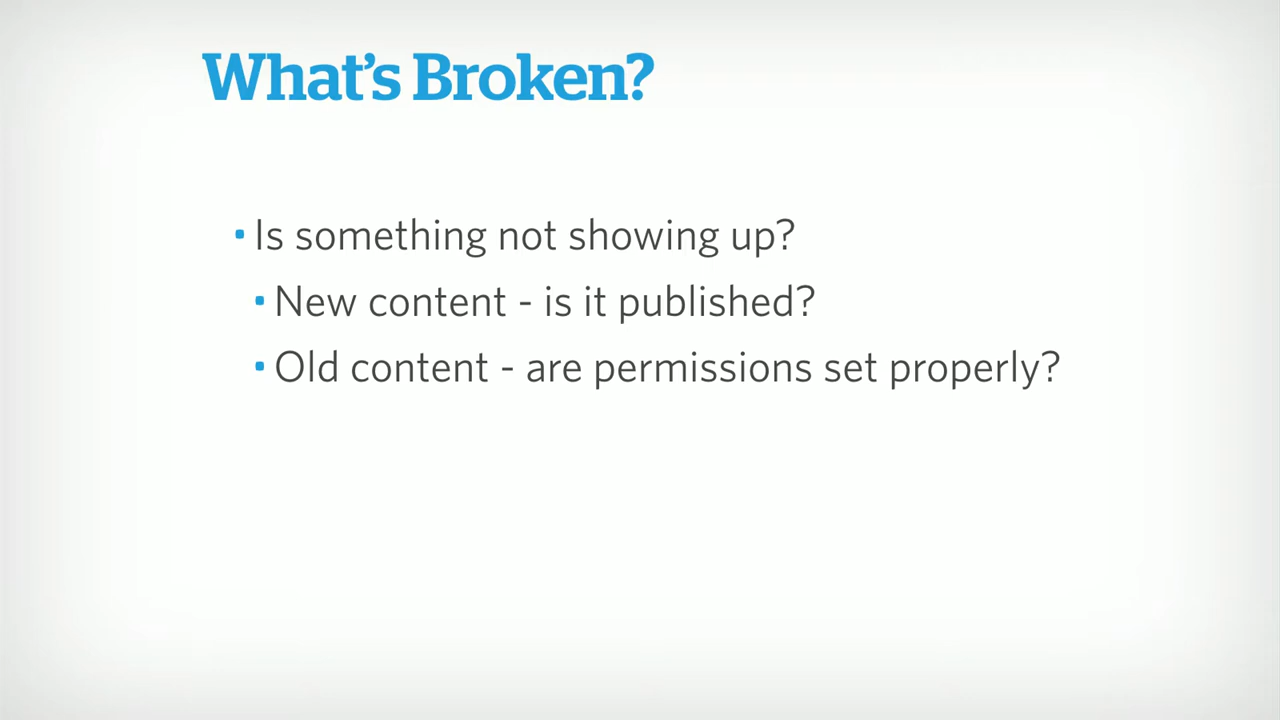 What’s Broken?
• Is something not showing up?
• New content - is it published?
• Old content - are permissions set properly?